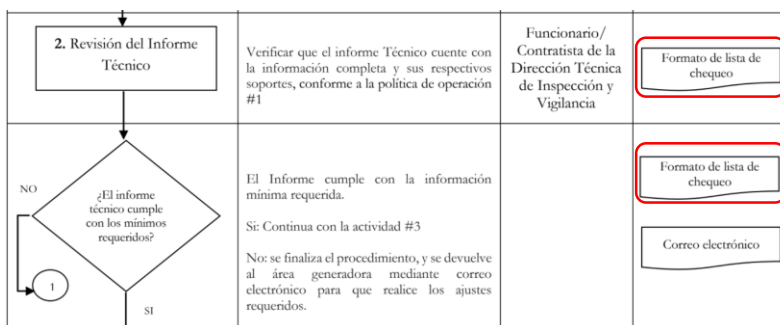 2. Revisión del Informe
Técnico
Verificar que el informe Técnico cuente con
la información completa y sus respectivos
soportes, conforme a la política de operación
#1
Funcionario/
Contratista de la
Dirección Técnica
de Inspección y
Vigilancia
Formato de lista de
chequeo
NO
¿El informe
técnico cumple
con los mínimos
requeridos?
1
SI
El Informe cumple con la información
mínima requerida.
Si: Continua con la actividad #3
No: se finaliza el procedimiento, y se devuelve
al área generadora mediante correo
electrónico para que realice los ajustes
requeridos.
Formato de lista de
chequeo
Correo electrónico